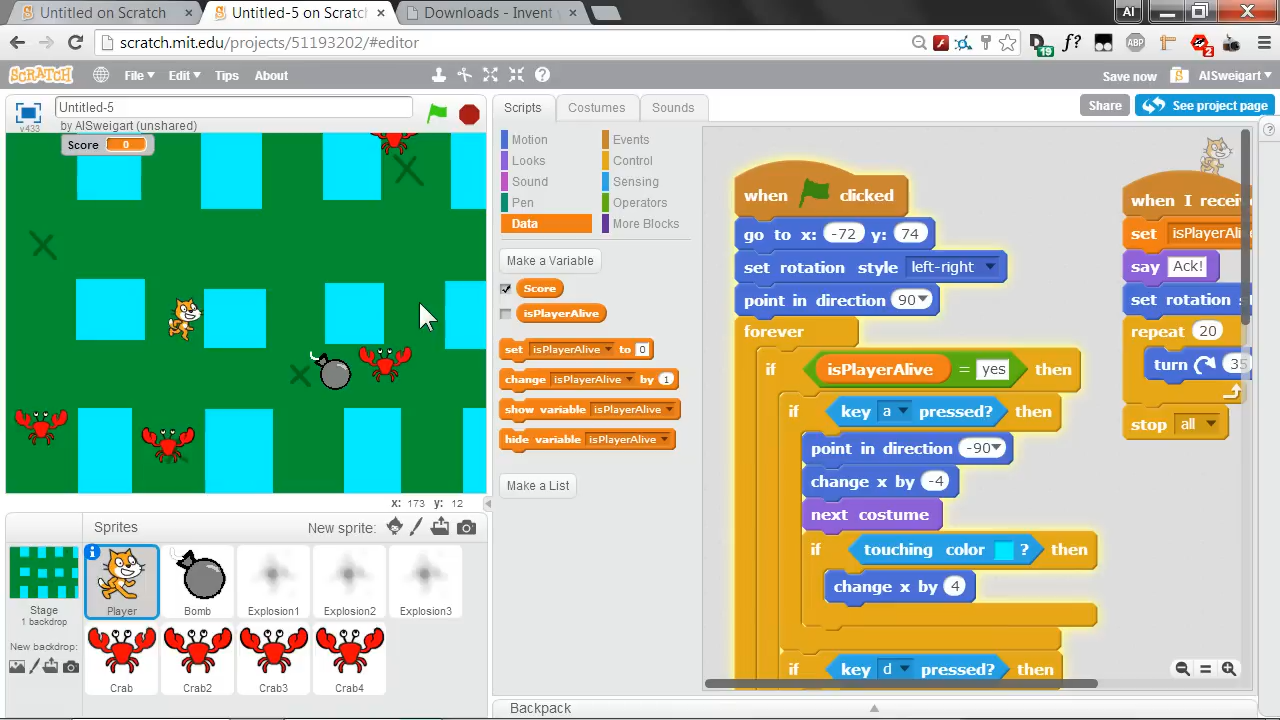 Untitled on Scratch
Untitled-5 on Scratc
Downloads - Invent y
Al
scratch.mit.edu/projects/51193202/#editor
19
f?
ABP
2
SCRATCH
File
Edit
Tips
About
Save now
AlSweigart
Untitled-5
v433
by AlSweigart (unshared)
Scripts
Costumes
Sounds
Share
See project page
Score
0
Motion
Looks
Sound
Pen
Data
Events
Control
Sensing
Operators
More Blocks
Make a Variable
Score
isPlayerAlive
set isPlayerAlive to 0
change isPlayerAlive by 1
show variable isPlayerAlive
hide variable isPlayerAlive
Make a List
when clicked
go to x: -72 y: 74
set rotation style left-right
point in direction 90
forever
if isPlayerAlive = yes then
if key a pressed? then
point in direction -90
change x by -4
next costume
if touching color ? then
change x by 4
if key d pressed? then
when I recei
set isPlayerAli
say Ack!
set rotation s
repeat 20
turn 35
stop all
x: 173 y: 12
Sprites
New sprite:
Stage
1 backdrop
New backdrop:
Player
Bomb
Explosion1
Explosion2
Explosion3
Crab
Crab2
Crab3
Crab4
Backpack